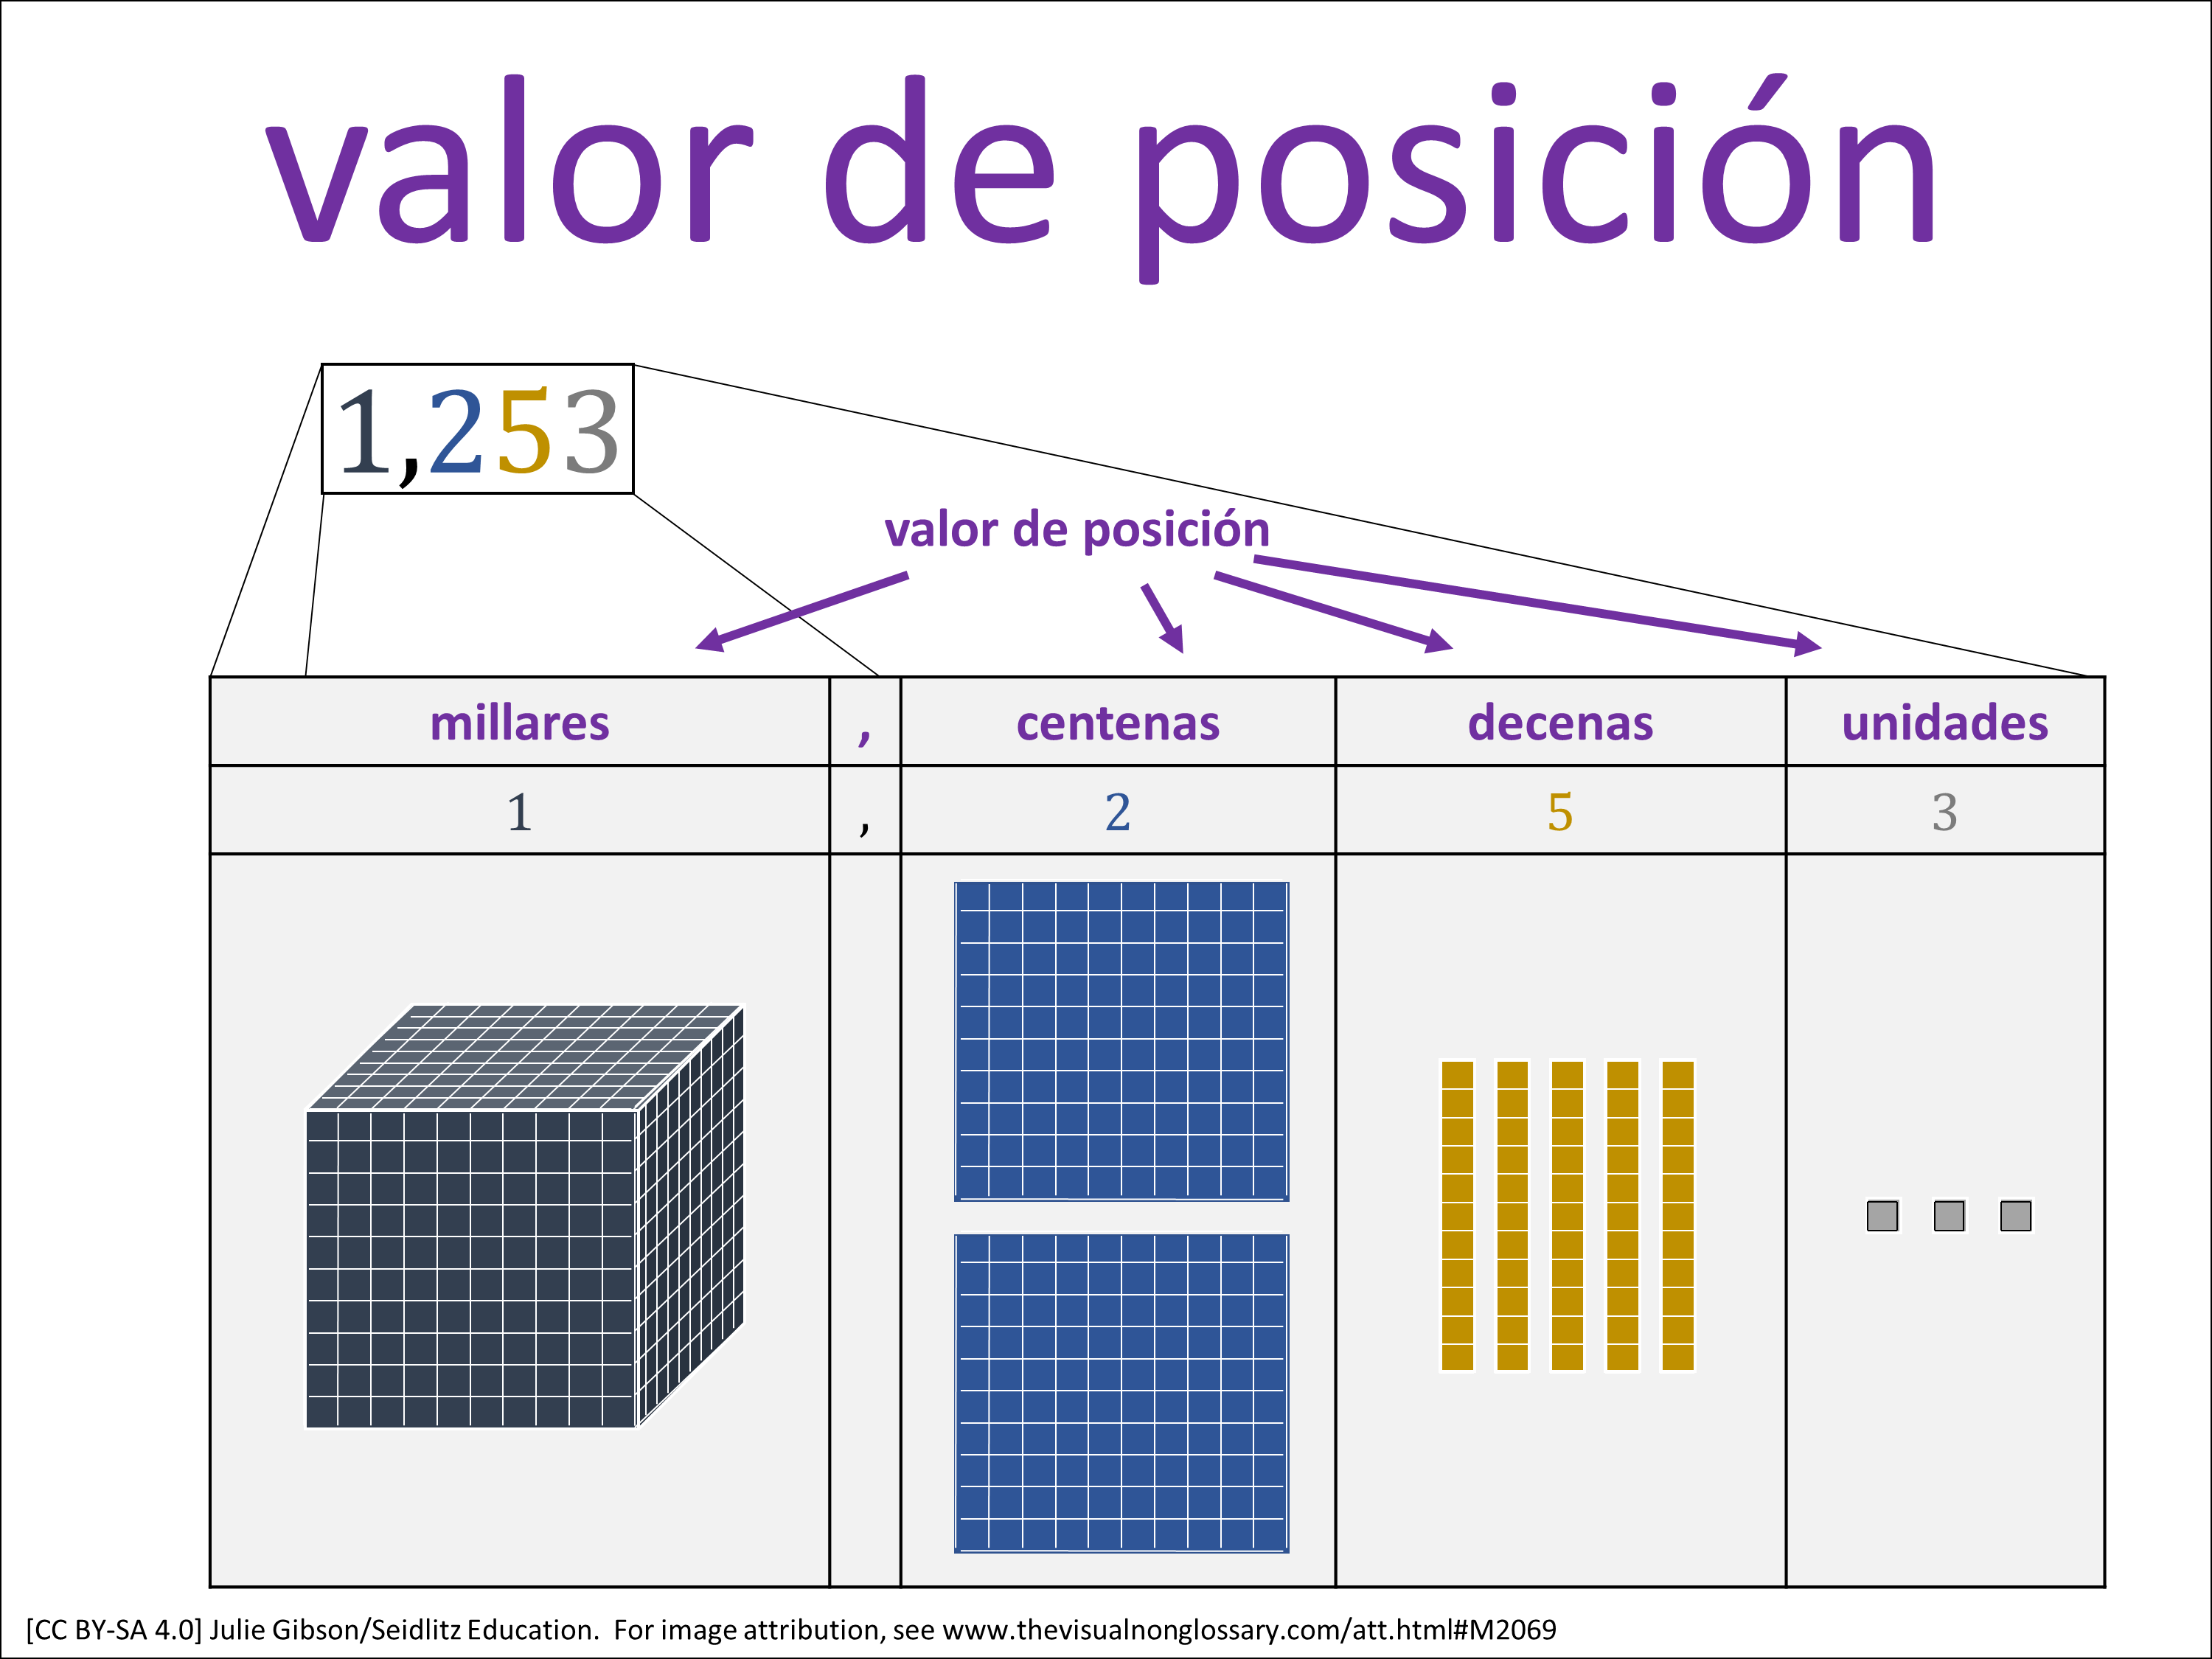 valor de posición
1,253
valor de posición
millares , centenas decenas unidades
1 , 2 5 3
[CC BY-SA 4.0] Julie Gibson/Seidlitz Education. For image attribution, see www.thevisualnonglossary.com/att.html#M2069